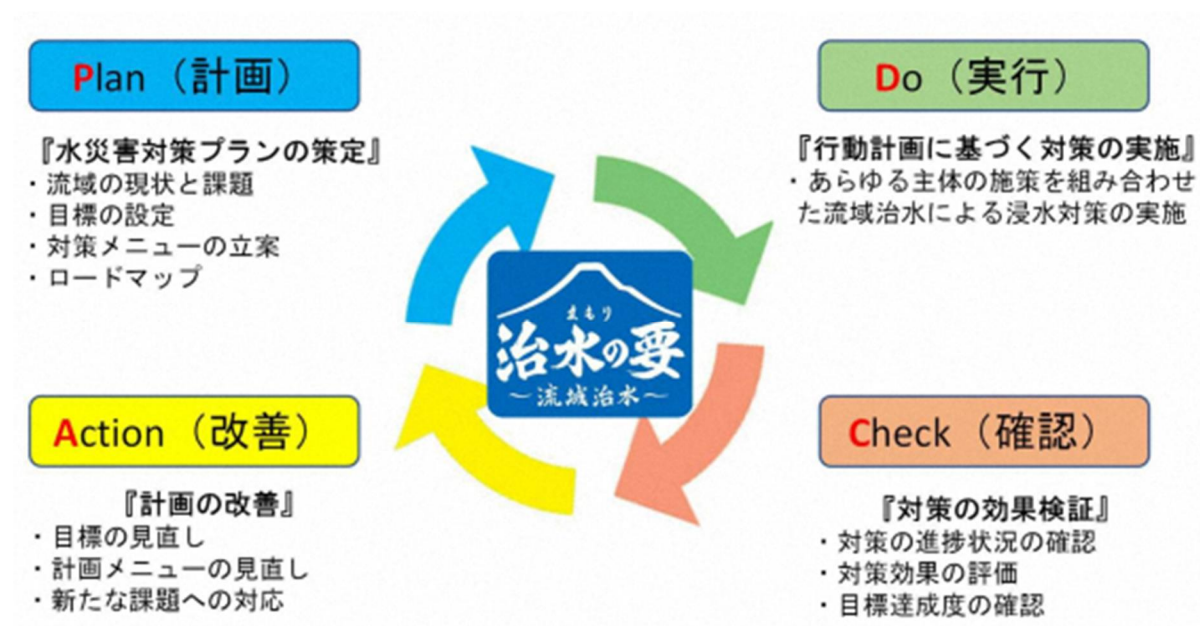 Plan（計画）
『水災害対策プランの策定』
・流域の現状と課題
・目標の設定
・対策メニューの立案
・ロードマップ
Do（実行）
『行動計画に基づく対策の実施』
・あらゆる主体の施策を組み合わせ
た流域治水による浸水対策の実施
まもり
治水の要
～流域治水～
Action（改善）
『計画の改善』
・目標の見直し
・計画メニューの見直し
・新たな課題への対応
Check（確認）
『対策の効果検証』
・対策の進捗状況の確認
・対策効果の評価
・目標達成度の確認